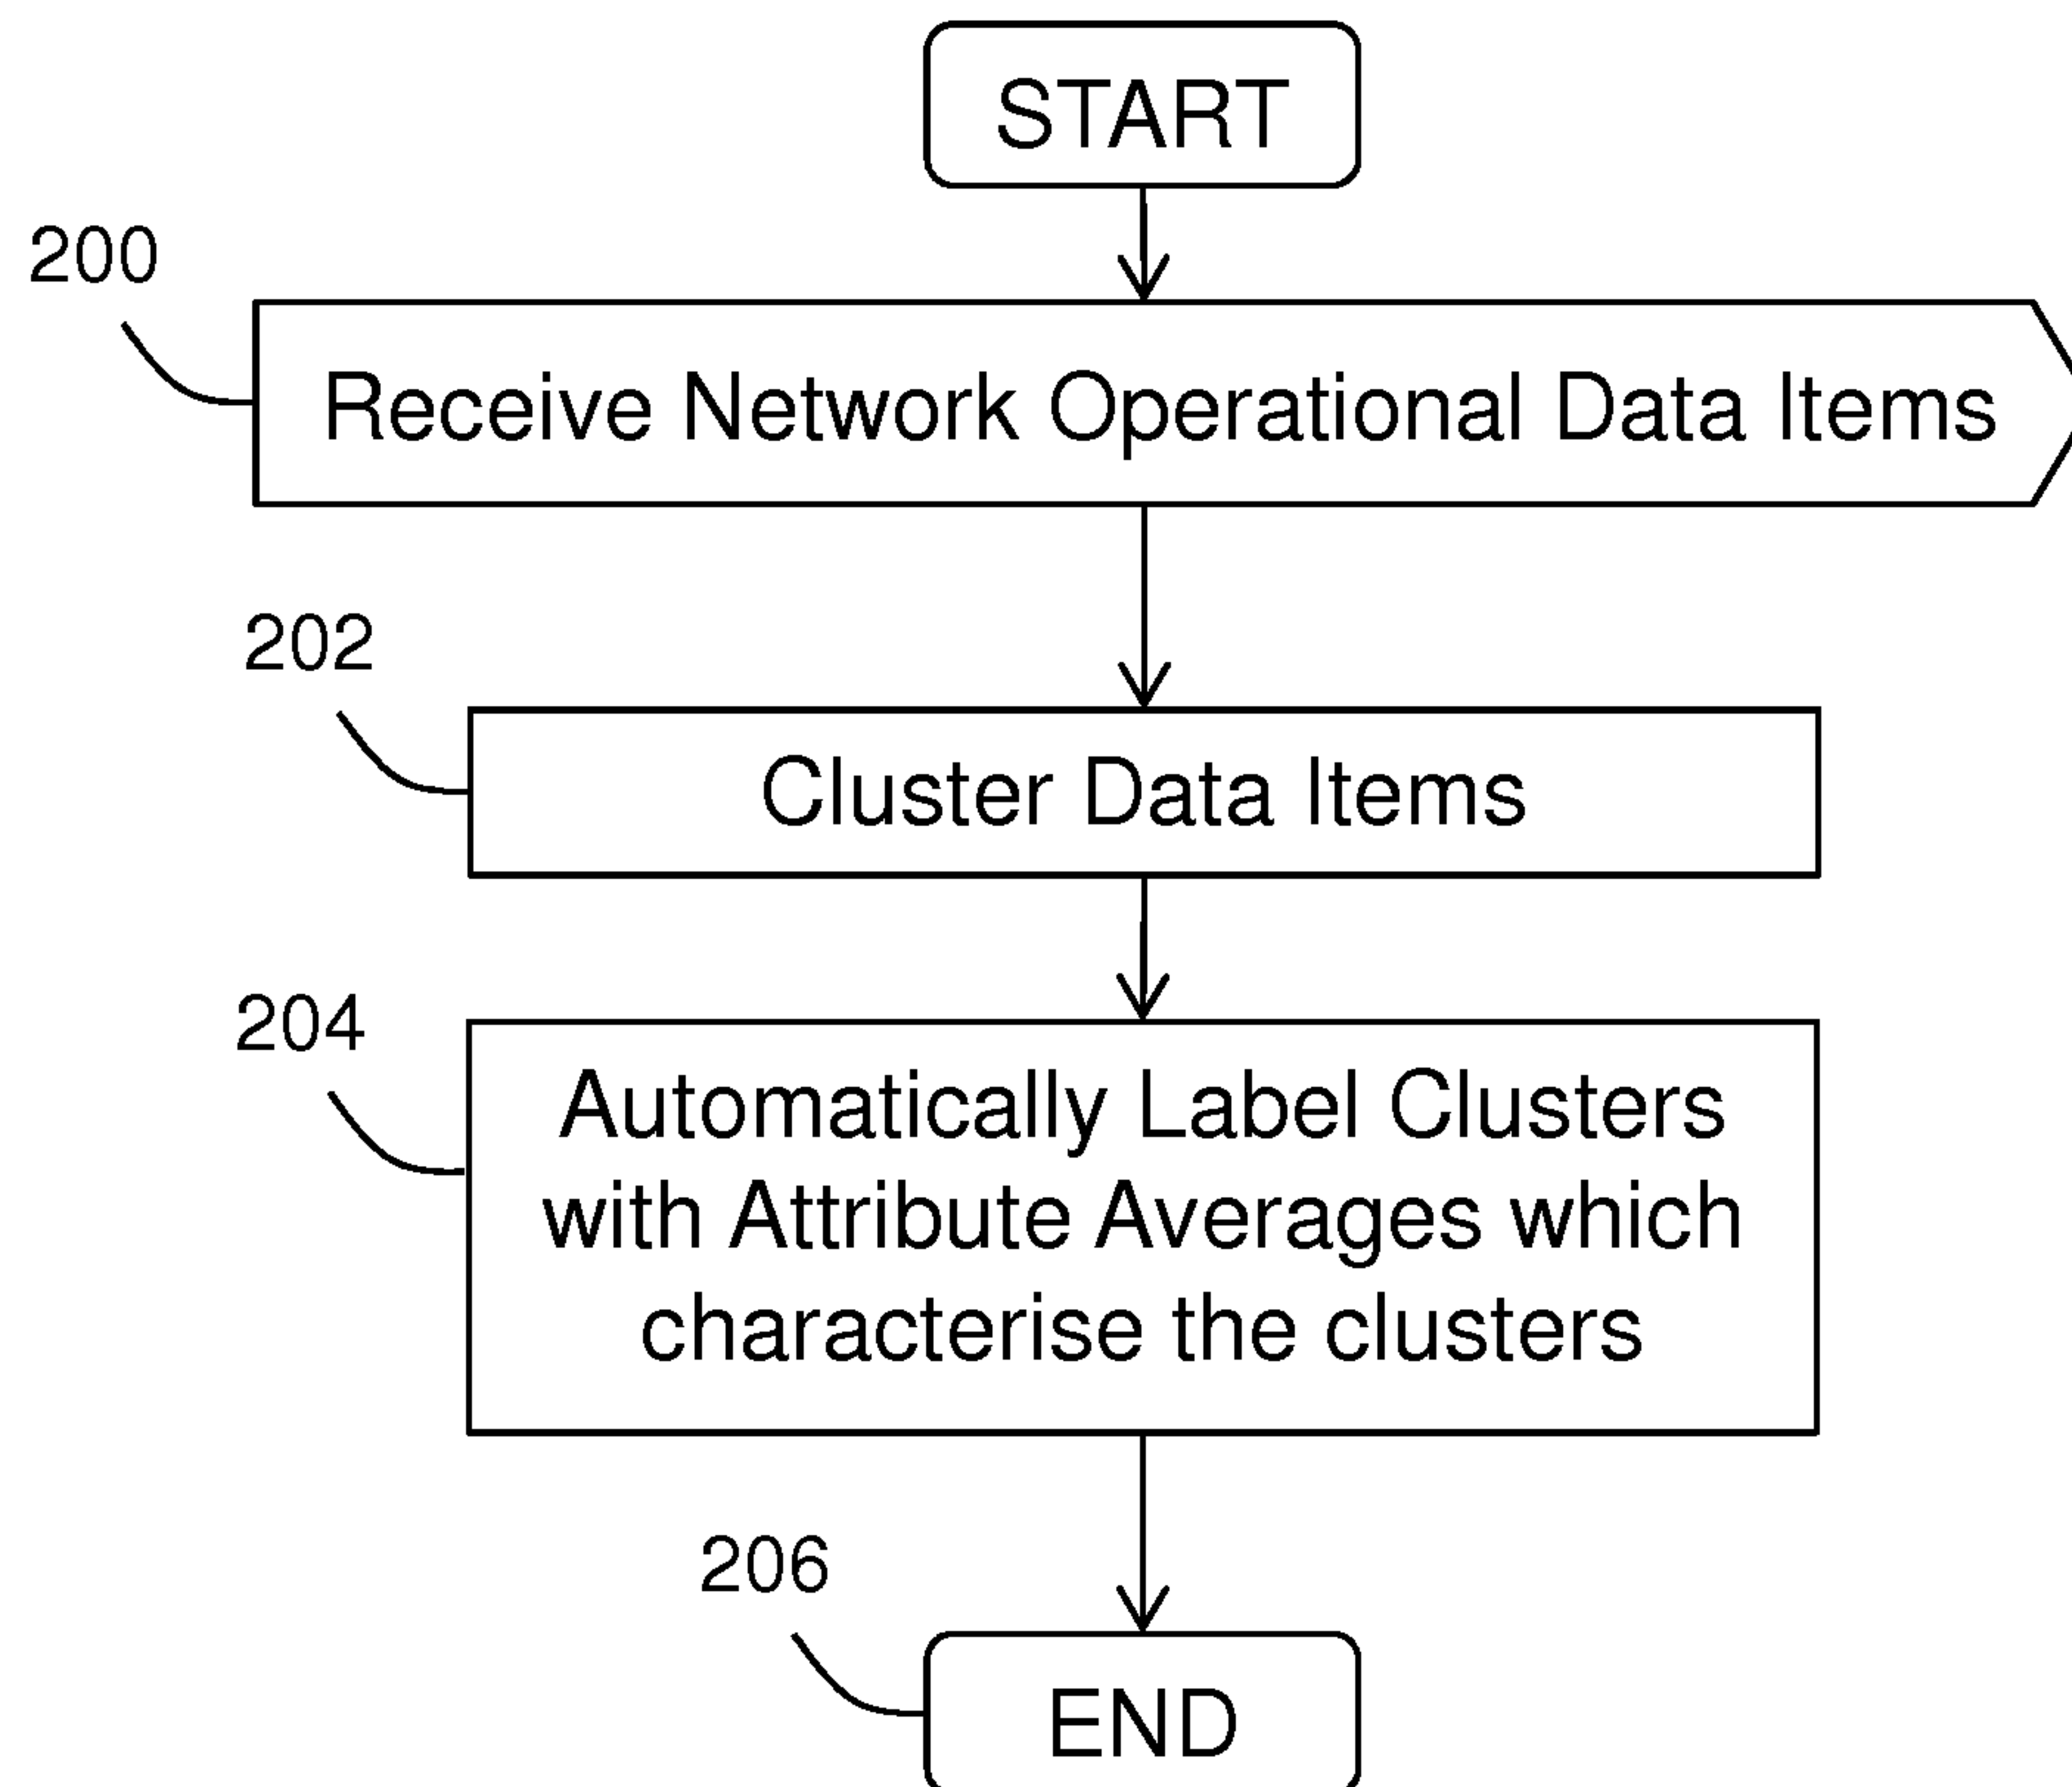 START
200
Receive Network Operational Data Items
202
Cluster Data Items
204
Automatically Label Clusters
with Attribute Averages which
characterise the clusters
206
END